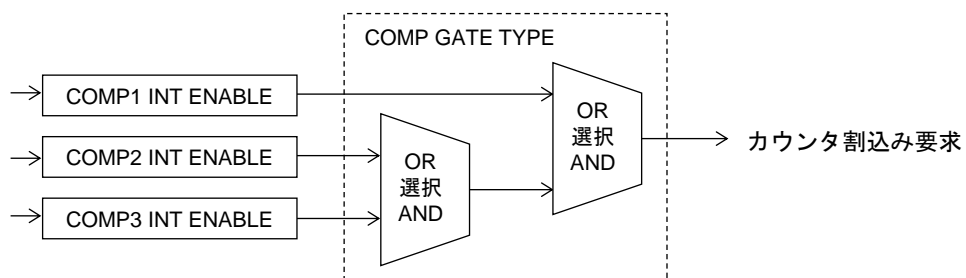 COMP GATE TYPE
COMP1 INT ENABLE
OR
選択
AND
カウンタ割込み要求
COMP2 INT ENABLE
OR
選択
AND
COMP3 INT ENABLE